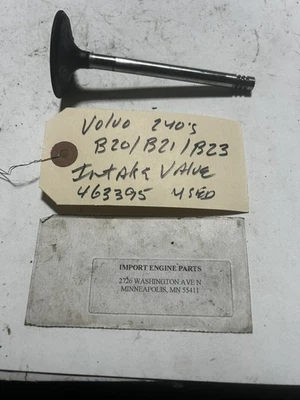 Volvo 240's
B20/B21/B23
Intake Valve
463395 USED
IMPORT ENGINE PARTS
2726 WASHINGTON AVE N
MINNEAPOLIS, MN 55411